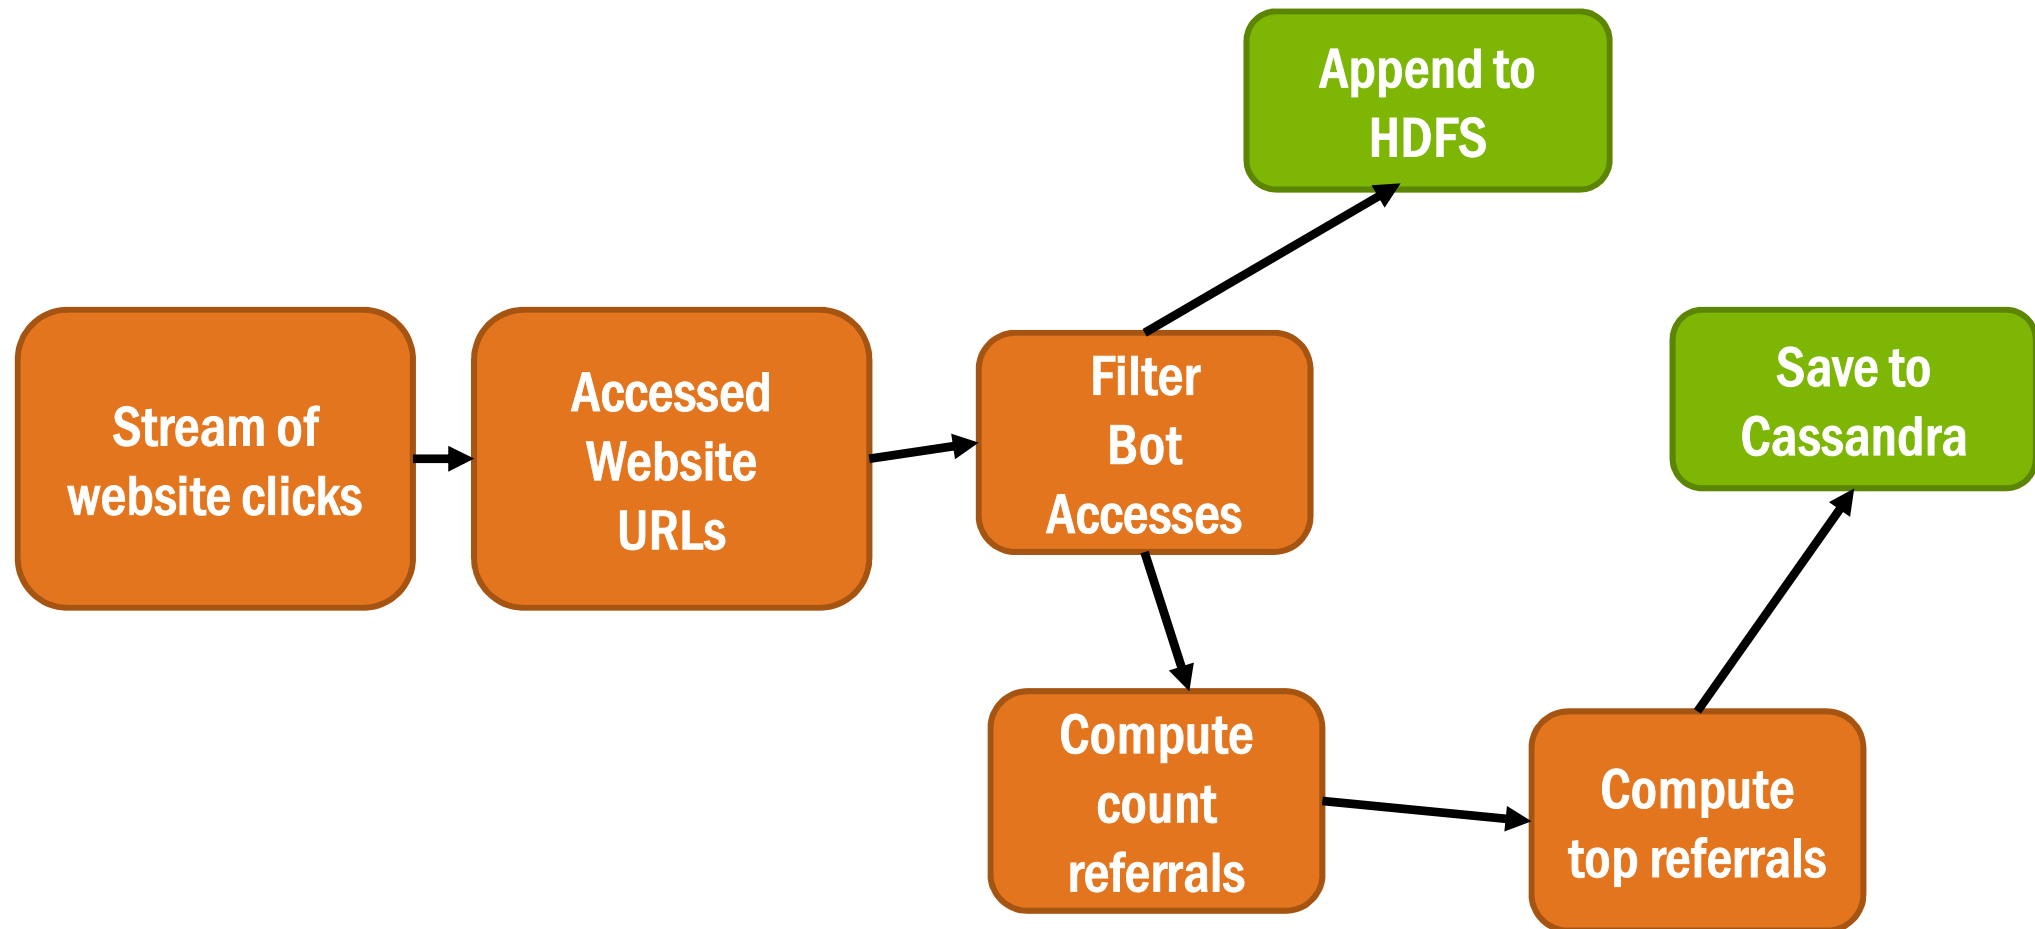 Append to
HDFS
Stream of
website clicks
Accessed
Website
URLs
Filter
Bot
Accesses
Save to
Cassandra
Compute
count
referrals
Compute
top referrals